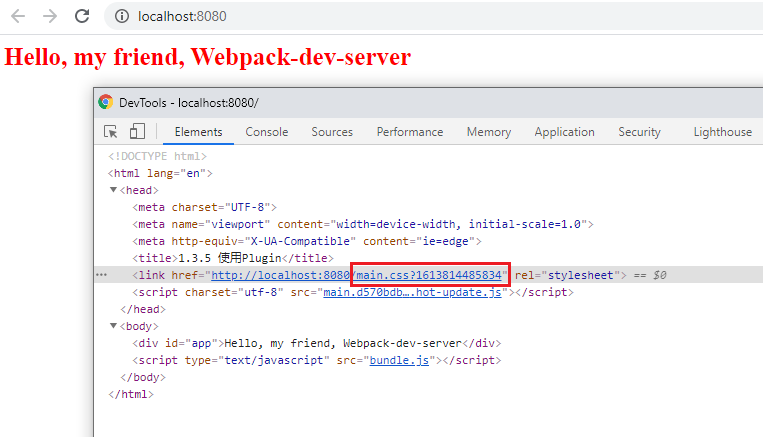 localhost:8080
Hello, my friend, Webpack-dev-server
DevTools - localhost:8080/
Elements Console Sources Performance Memory Application Security Lighthouse
<!DOCTYPE html>
<html lang="en">
<head>
<meta charset="UTF-8">
<meta name="viewport" content="width=device-width, initial-scale=1.0">
<meta http-equiv="X-UA-Compatible" content="ie=edge">
<title>1.3.5 使用Plugin</title>
<link href="http://localhost:8080/main.css?1613814485834" rel="stylesheet"> == $0
<script charset="utf-8" src="main.d570bdb….hot-update.js"></script>
</head>
<body>
<div id="app">Hello, my friend, Webpack-dev-server</div>
<script type="text/javascript" src="bundle.js"></script>
</body>
</html>